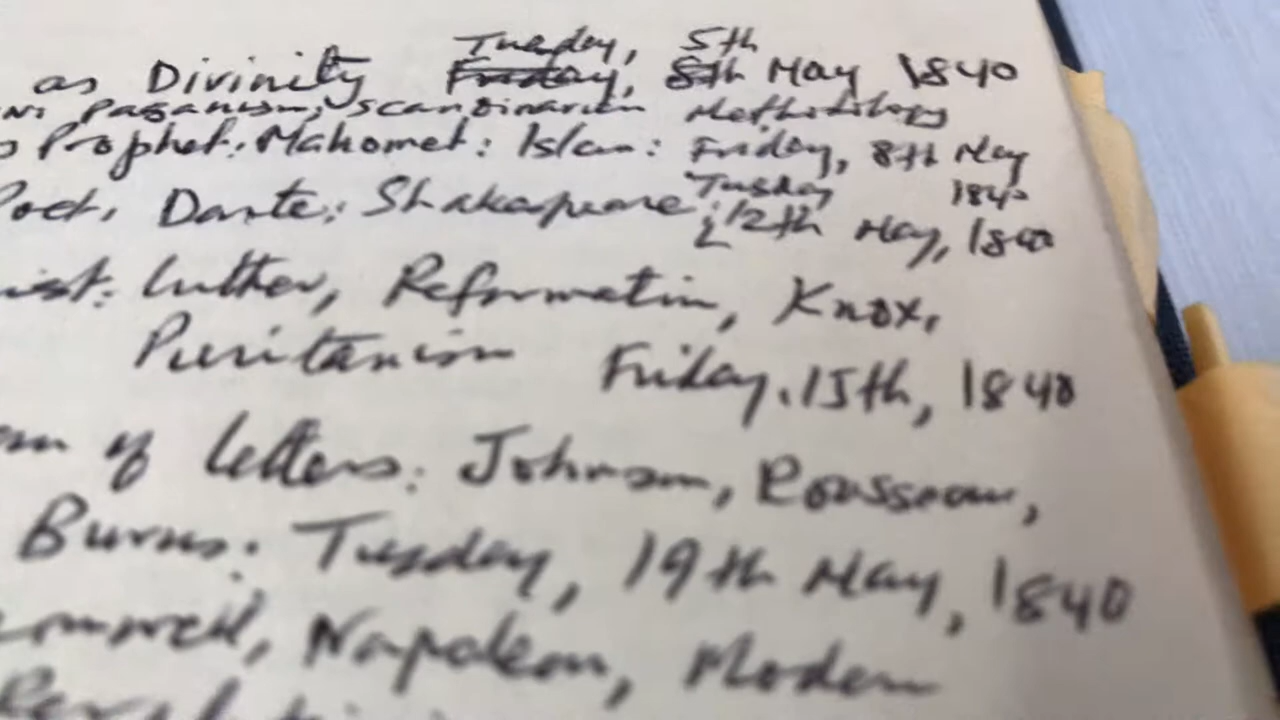 Tuesday, 5th
as Divinity Friday, 8th May 1840
Paganism; Scandinavian Methodology
Prophet. Mahomet: Islam: Friday, 8th May
1840
Poet, Dante; Shakespeare; Tuesday
12th May, 1840
Luther, Reformation, Knox,
Puritanism Friday, 15th, 1840
of letters: Johnson, Rousseau,
Burns: Tuesday, 19th May, 1840
Napoleon, Modern